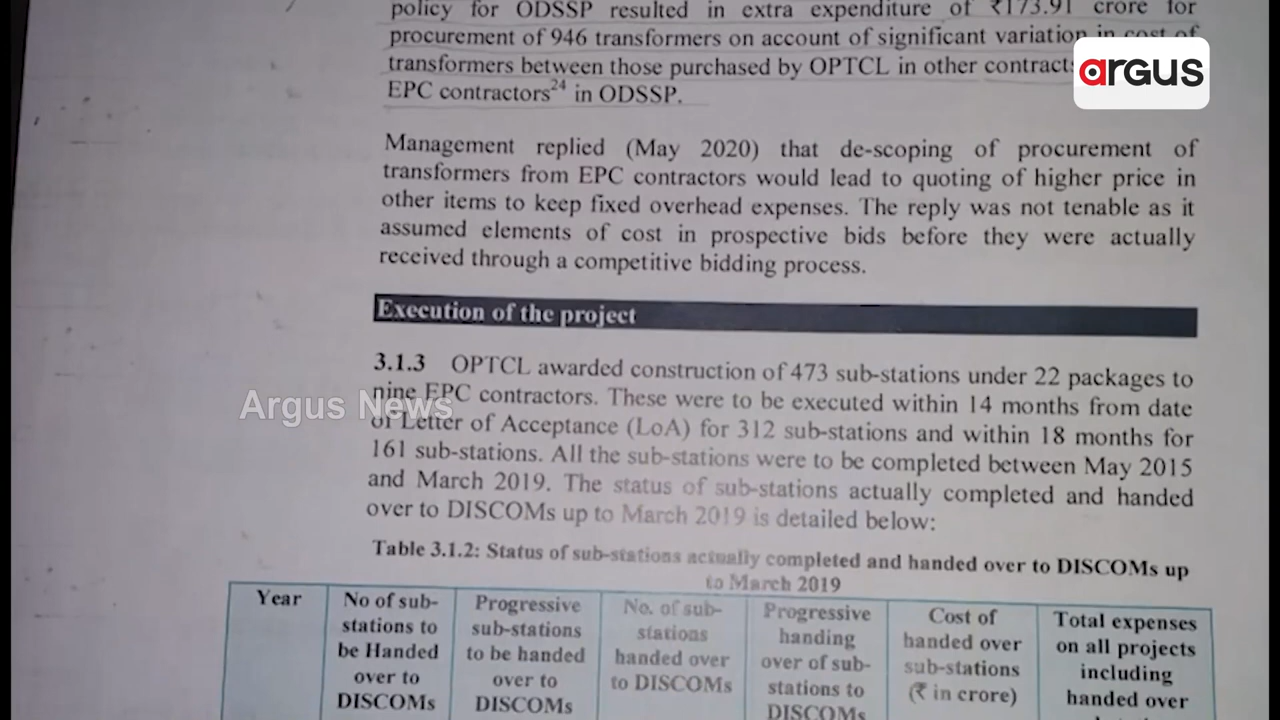 policy for ODSSP resulted in extra expenditure of ₹173.91 crore for
procurement of 946 transformers on account of significant variation in cost of
transformers between those purchased by OPTCL in other contract
EPC contractors24 in ODSSP.
argus
Management replied (May 2020) that de-scoping of procurement of
transformers from EPC contractors would lead to quoting of higher price in
other items to keep fixed overhead expenses. The reply was not tenable as it
assumed elements of cost in prospective bids before they were actually
received through a competitive bidding process.
Execution of the project
3.1.3 OPTCL awarded construction of 473 sub-stations under 22 packages to
nine EPC contractors. These were to be executed within 14 months from date
of Letter of Acceptance (LoA) for 312 sub-stations and within 18 months for
161 sub-stations. All the sub-stations were to be completed between May 2015
and March 2019. The status of sub-stations actually completed and handed
over to DISCOMs up to March 2019 is detailed below:
Argus News
Table 3.1.2: Status of sub-stations actually completed and handed over to DISCOMs up
to March 2019
Year
No of sub-
stations to
be Handed
over to
DISCOMs
Progressive
sub-stations
to be handed
over to
DISCOMS
No. of sub-
stations
handed over
to DISCOMs
Progressive
handing
over of sub-
stations to
DISCOMs
Cost of
handed over
sub-stations
(₹ in crore)
Total expenses
on all projects
including
handed over